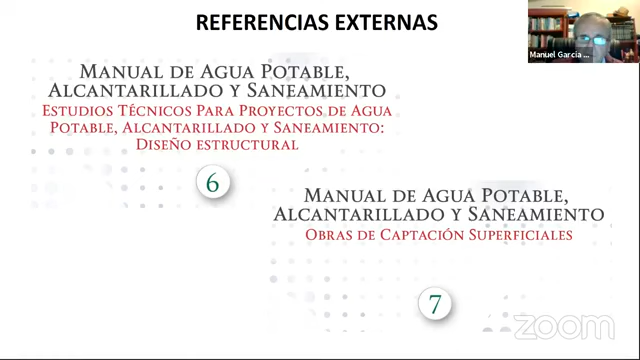 REFERENCIAS EXTERNAS
Manuel García ...
MANUAL DE AGUA POTABLE,
ALCANTARILLADO Y SANEAMIENTO
ESTUDIOS TÉCNICOS PARA PROYECTOS DE AGUA
POTABLE, ALCANTARILLADO Y SANEAMIENTO:
DISEÑO ESTRUCTURAL
6
MANUAL DE AGUA POTABLE,
ALCANTARILLADO Y SANEAMIENTO
OBRAS DE CAPTACIÓN SUPERFICIALES
7
zoom